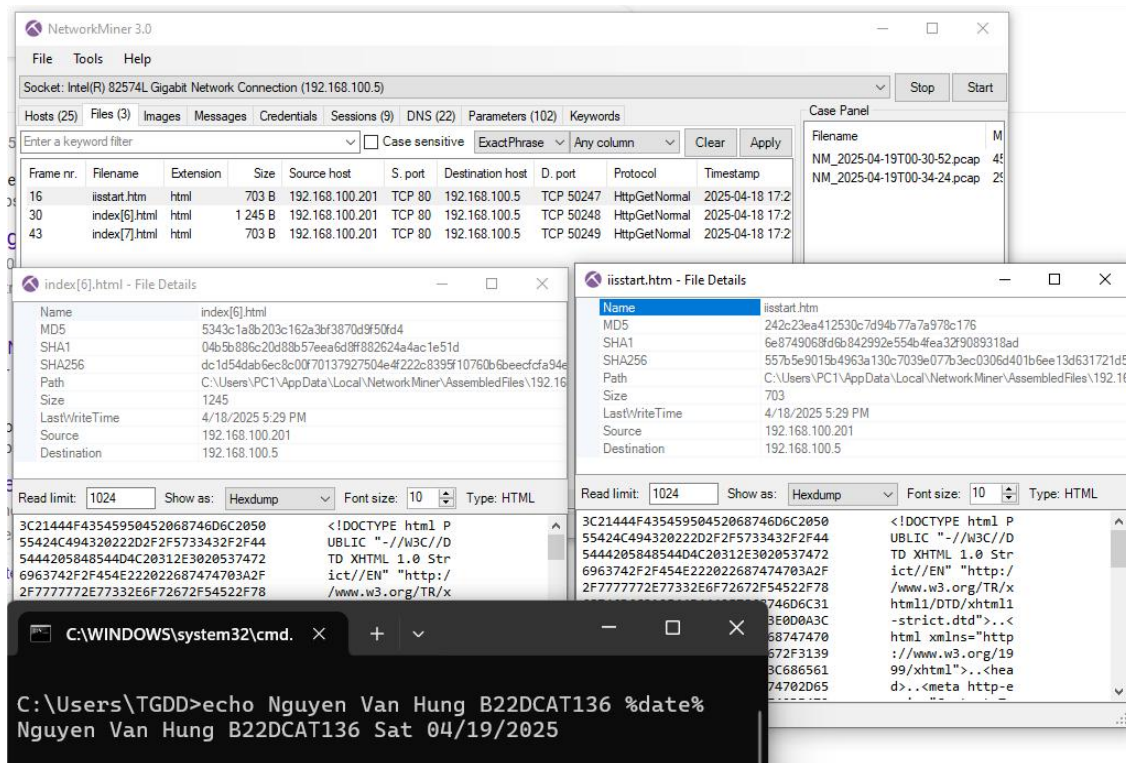 NetworkMiner 3.0
File Tools Help
Socket: Intel(R) 82574L Gigabit Network Connection (192.168.100.5) Stop Start
Hosts (25) Files (3) Images Messages Credentials Sessions (9) DNS (22) Parameters (102) Keywords
Enter a keyword filter Case sensitive ExactPhrase Any column Clear Apply
Frame nr. Filename Extension Size Source host S. port Destination host D. port Protocol Timestamp
16 iisstart.htm html 703 B 192.168.100.201 TCP 80 192.168.100.5 TCP 50247 HttpGetNormal 2025-04-18 17:2
30 index[6].html html 1 245 B 192.168.100.201 TCP 80 192.168.100.5 TCP 50248 HttpGetNormal 2025-04-18 17:2
43 index[7].html html 703 B 192.168.100.201 TCP 80 192.168.100.5 TCP 50249 HttpGetNormal 2025-04-18 17:2
Case Panel
Filename M
NM_2025-04-19T00-30-52.pcap 45
NM_2025-04-19T00-34-24.pcap 29
index[6].html - File Details
Name index[6].html
MD5 5343c1a8b203c162a3bf3870d9f50fd4
SHA1 04b5b886c20d88b57eea6d8ff882624a4ac1e51d
SHA256 dc1d54dab6ec8c00f70137927504e4f222c8395f10760b6beecfcfa94e
Path C:\Users\PC1\AppData\Local\NetworkMiner\AssembledFiles\192.16
Size 1245
LastWriteTime 4/18/2025 5:29 PM
Source 192.168.100.201
Destination 192.168.100.5
Read limit: 1024 Show as: Hexdump Font size: 10 Type: HTML
3C21444F43545950452068746D6C2050 <!DOCTYPE html P
55424C494320222D2F2F5733432F2F44 UBLIC "-//W3C//D
5444205848544D4C20312E3020537472 TD XHTML 1.0 Str
6963742F2F454E222022687474703A2F ict//EN" "http:/
2F7777772E77332E6F72672F54522F78 /www.w3.org/TR/x
iisstart.htm - File Details
Name iisstart.htm
MD5 242c23ea412530c7d94b77a7a978c176
SHA1 6e8749068fd6b842992e554b4fea32f9089318ad
SHA256 557b5e9015b4963a130c7039e077b3ec0306d401b6ee13d631721d5
Path C:\Users\PC1\AppData\Local\NetworkMiner\AssembledFiles\192.16
Size 703
LastWriteTime 4/18/2025 5:29 PM
Source 192.168.100.201
Destination 192.168.100.5
Read limit: 1024 Show as: Hexdump Font size: 10 Type: HTML
3C21444F43545950452068746D6C2050 <!DOCTYPE html P
55424C494320222D2F2F5733432F2F44 UBLIC "-//W3C//D
5444205848544D4C20312E3020537472 TD XHTML 1.0 Str
6963742F2F454E222022687474703A2F ict//EN" "http:/
2F7777772E77332E6F72672F54522F78 /www.w3.org/TR/x
746D6C31 html1/DTD/xhtml1
3E0D0A3C -strict.dtd">..<
68747470 html xmlns="http
672F3139 ://www.w3.org/19
3C686561 99/xhtml">..<hea
74702D65 d>..<meta http-e
C:\WINDOWS\system32\cmd.
C:\Users\TGDD>echo Nguyen Van Hung B22DCAT136 %date%
Nguyen Van Hung B22DCAT136 Sat 04/19/2025